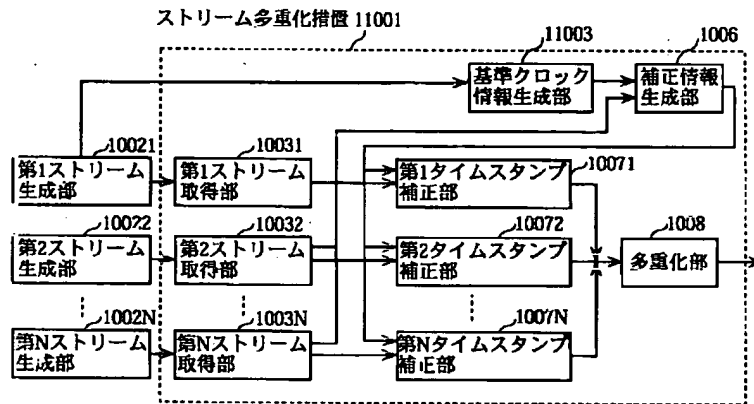 ストリーム多重化措置 11001
11003
1006
基準クロック
情報生成部
補正情報
生成部
10021
10031
10071
第1ストリーム
生成部
第1ストリーム
取得部
第1タイムスタンプ
補正部
10022
10032
10072
1008
第2ストリーム
生成部
第2ストリーム
取得部
第2タイムスタンプ
補正部
多重化部
1002N
1003N
1007N
第Nストリーム
生成部
第Nストリーム
取得部
第Nタイムスタンプ
補正部